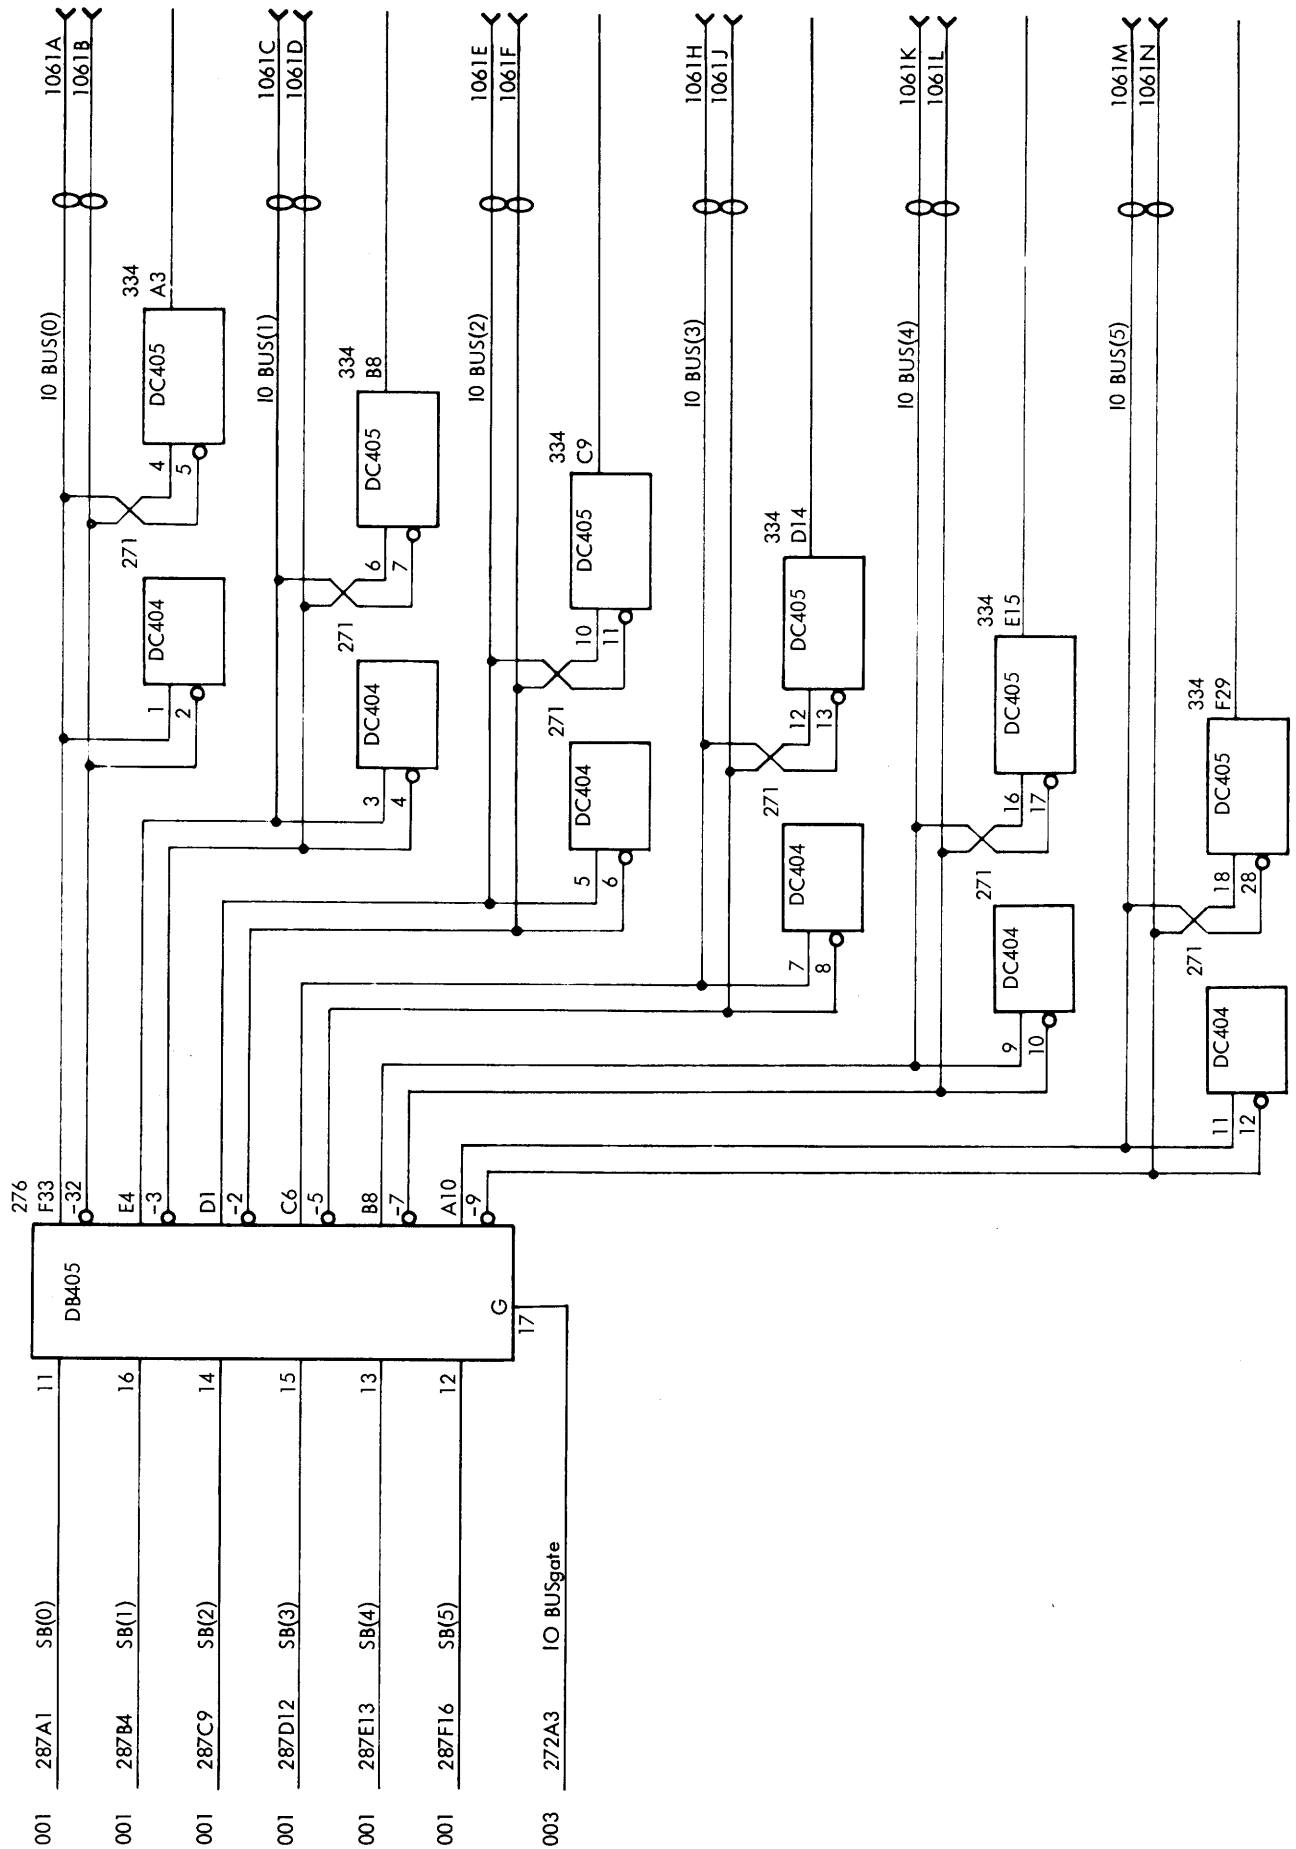 276
DB405
001 287A1 SB(0) 11
001 287B4 SB(1) 16
001 287C9 SB(2) 14
001 287D12 SB(3) 15
001 287E13 SB(4) 13
001 287F16 SB(5) 12
003 272A3 IO BUSgate 17 G
F33
-32
E4
-3
D1
-2
C6
-5
B8
-7
A10
-9
IO BUS(0)
1061A
1061B
1
2
DC404
271
4
5
DC405
334
A3
IO BUS(1)
1061C
1061D
3
4
DC404
271
6
7
DC405
334
B8
IO BUS(2)
1061E
1061F
5
6
DC404
271
10
11
DC405
334
C9
IO BUS(3)
1061H
1061J
7
8
DC404
271
12
13
DC405
334
D14
IO BUS(4)
1061K
1061L
9
10
DC404
271
16
17
DC405
334
E15
IO BUS(5)
1061M
1061N
11
12
DC404
271
18
28
DC405
334
F29